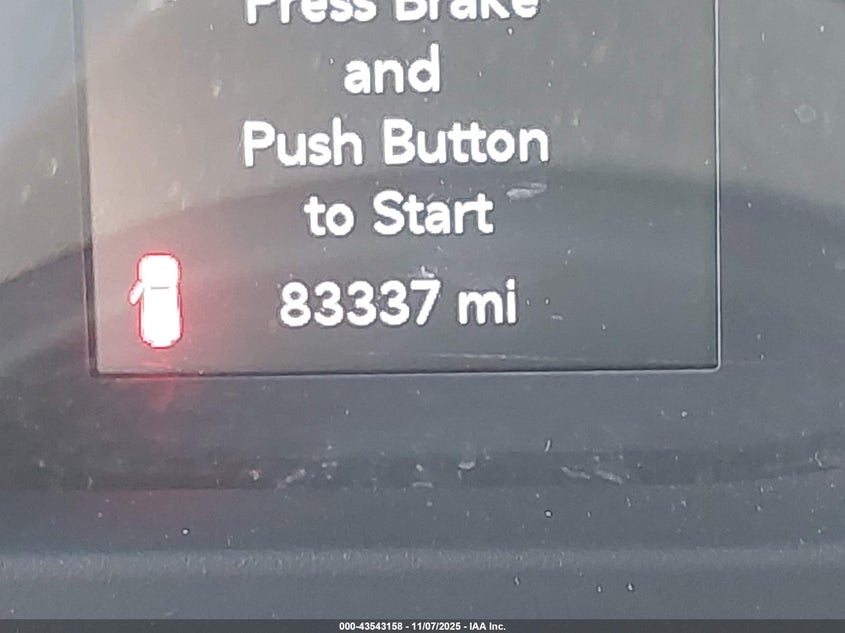 Press Brake
and
Push Button
to Start
83337 mi
000-43543158 - 11/07/2025 - IAA Inc.